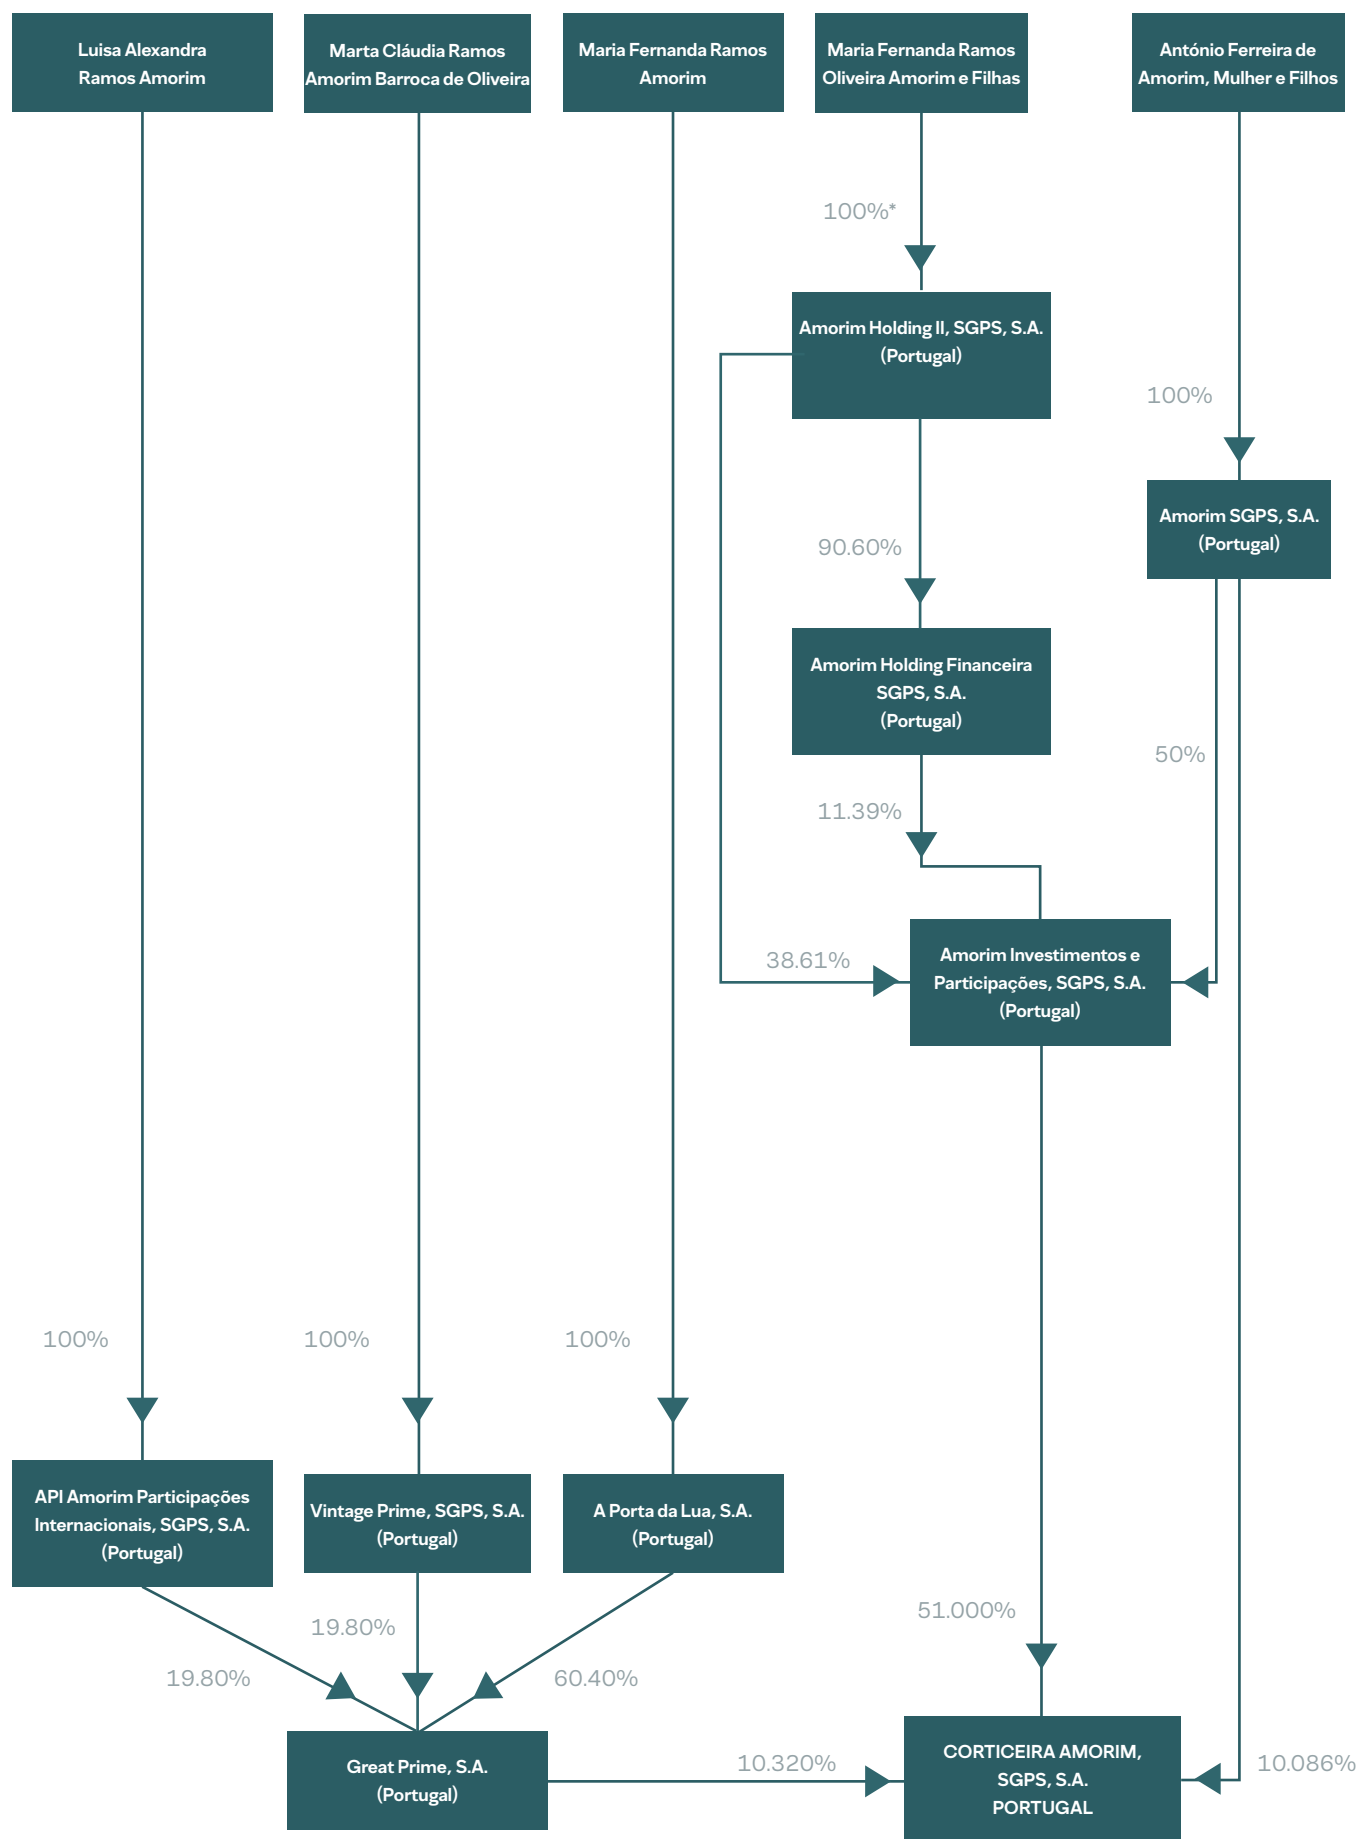 Luisa Alexandra
Ramos Amorim
Marta Cláudia Ramos
Amorim Barroca de Oliveira
Maria Fernanda Ramos
Amorim
Maria Fernanda Ramos
Oliveira Amorim e Filhas
António Ferreira de
Amorim, Mulher e Filhos
100%*
Amorim Holding II, SGPS, S.A.
(Portugal)
100%
Amorim SGPS, S.A.
(Portugal)
90.60%
Amorim Holding Financeira
SGPS, S.A.
(Portugal)
50%
11.39%
38.61%
Amorim Investimentos e
Participações, SGPS, S.A.
(Portugal)
100%
100%
100%
API Amorim Participações
Internacionais, SGPS, S.A.
(Portugal)
Vintage Prime, SGPS, S.A.
(Portugal)
A Porta da Lua, S.A.
(Portugal)
51.000%
19.80%
19.80%
60.40%
Great Prime, S.A.
(Portugal)
10.320%
CORTICEIRA AMORIM,
SGPS, S.A.
PORTUGAL
10.086%